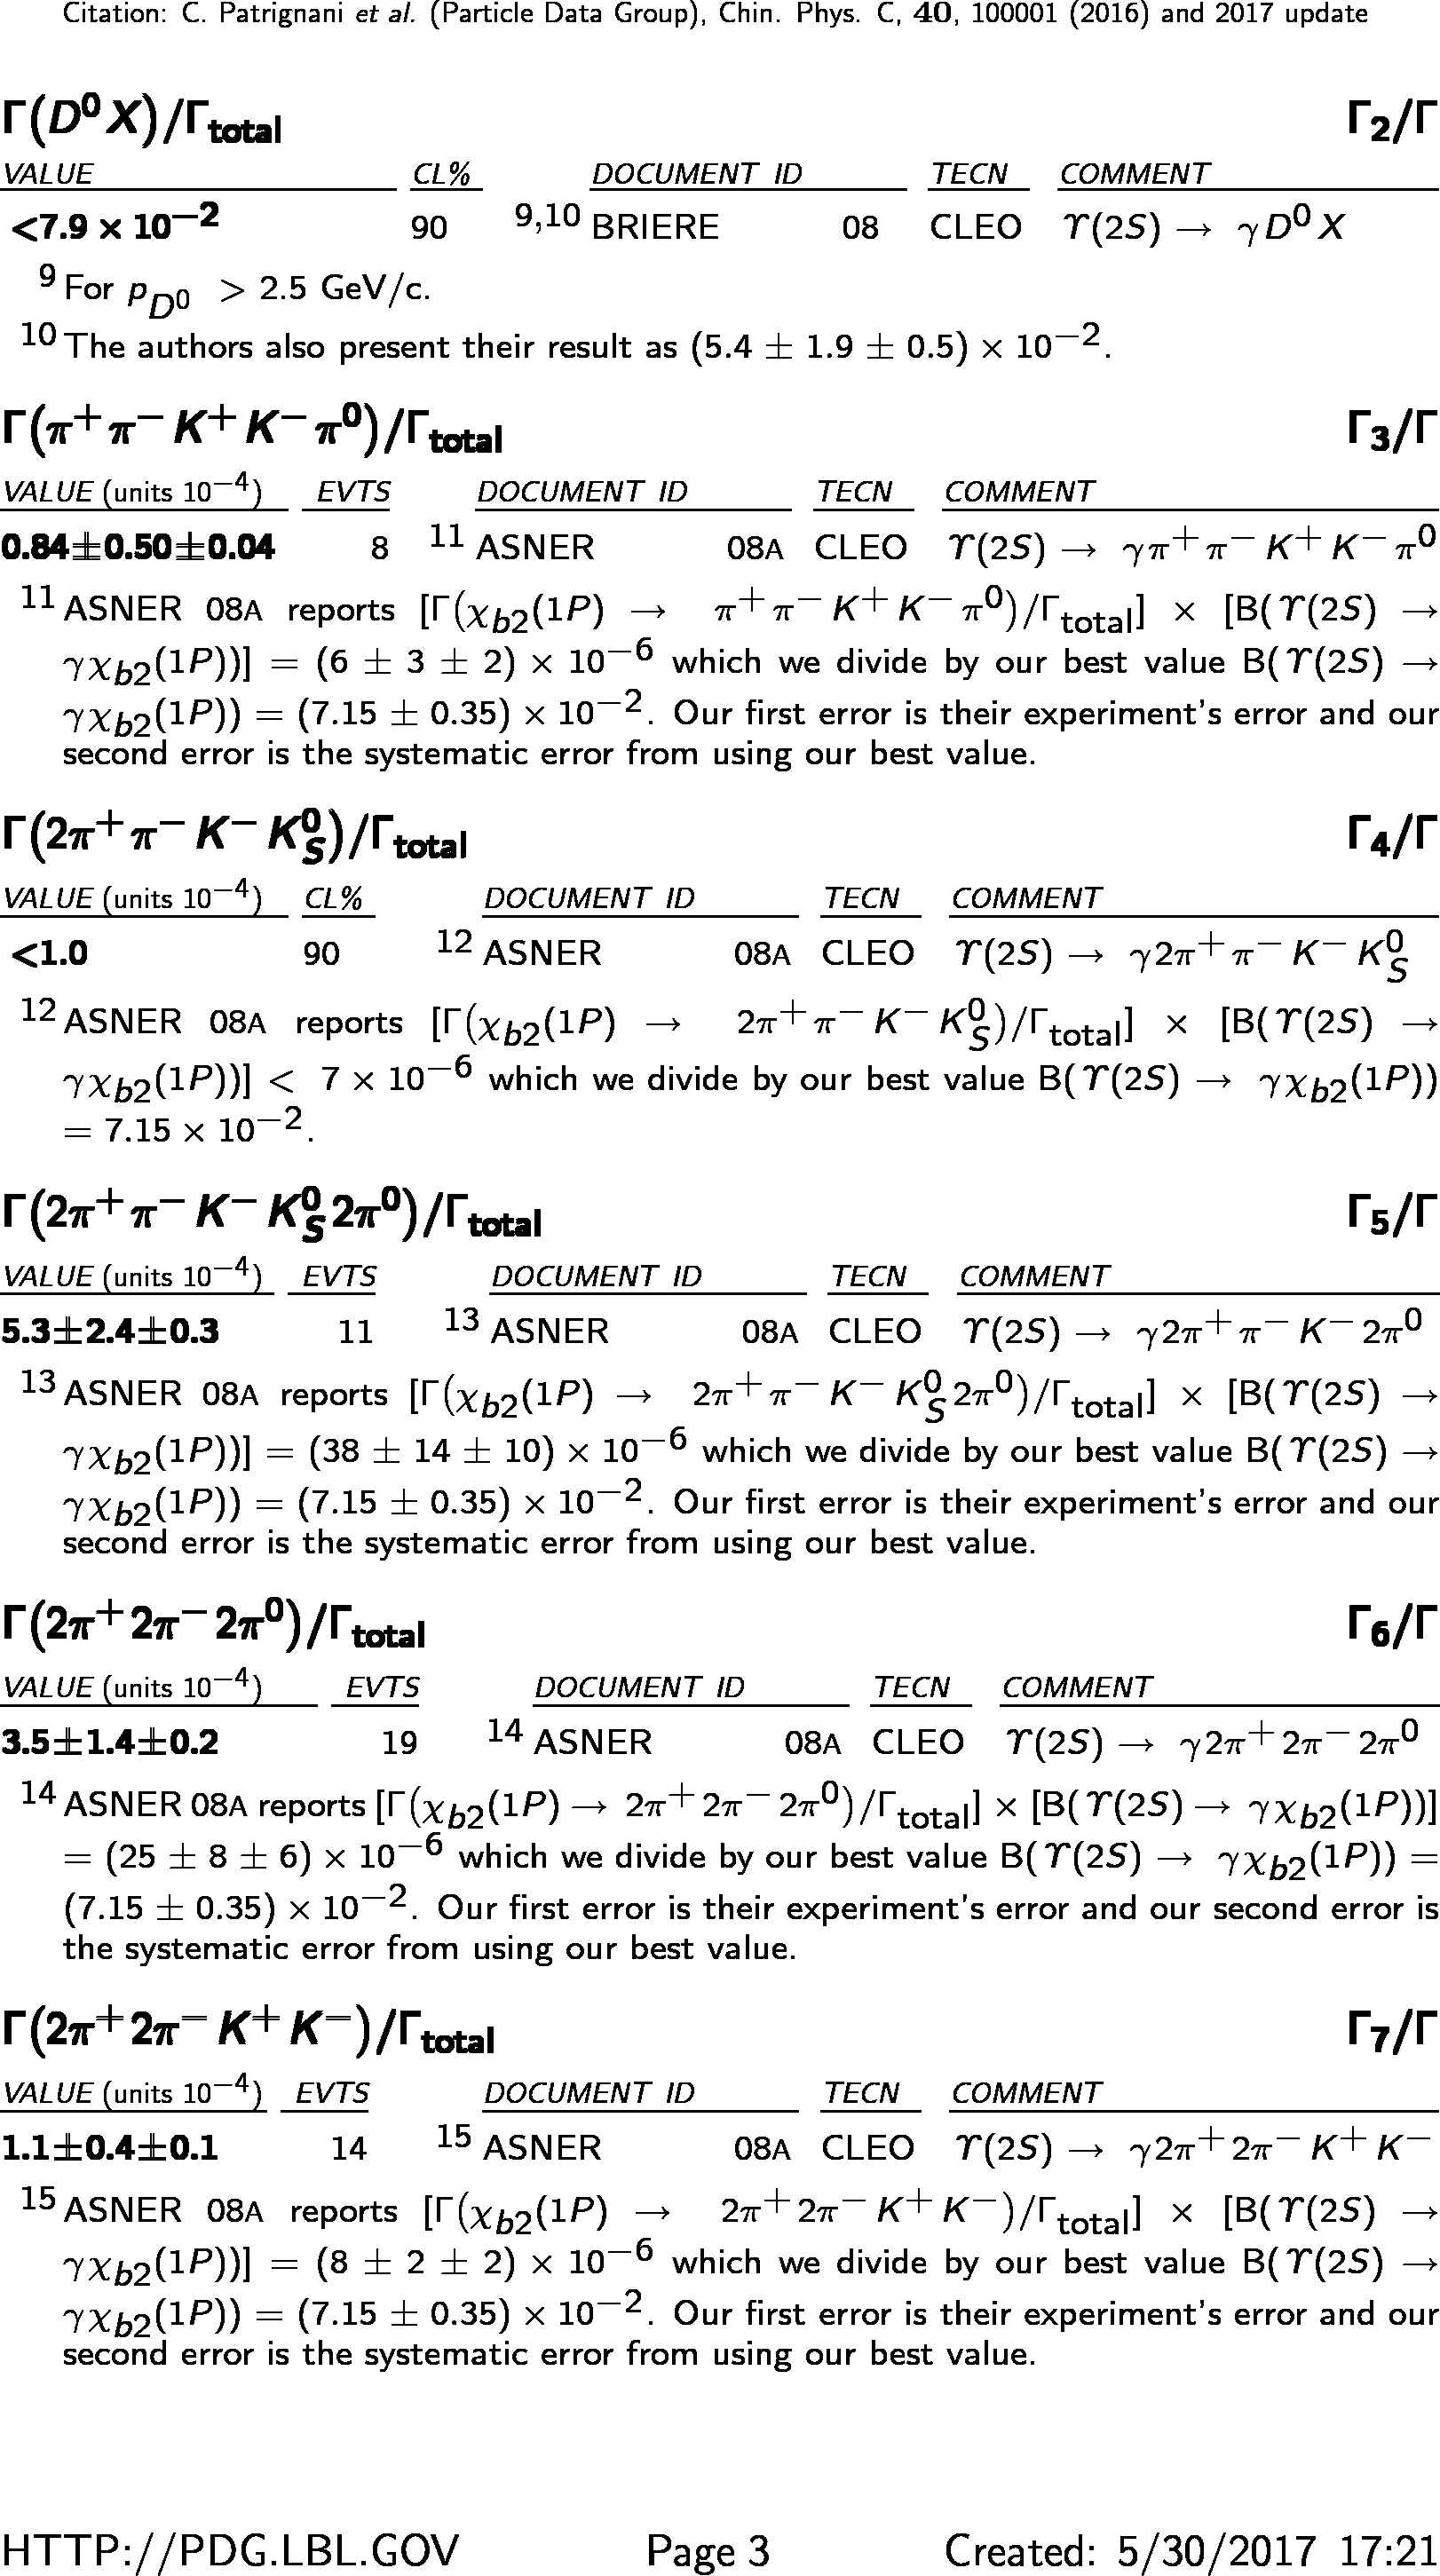 Citation: C. Patrignani et al. (Particle Data Group), Chin. Phys. C, 40, 100001 (2016) and 2017 update
Γ(D⁰ X)/Γtotal Γ2/Γ
VALUE CL% DOCUMENT ID TECN COMMENT
<7.9 × 10⁻² 90 9,10 BRIERE 08 CLEO ϒ(2S) → γ D⁰ X
9 For p_D⁰ > 2.5 GeV/c.
10 The authors also present their result as (5.4 ± 1.9 ± 0.5) × 10⁻².
Γ(π⁺π⁻K⁺K⁻π⁰)/Γtotal Γ3/Γ
VALUE (units 10⁻⁴) EVTS DOCUMENT ID TECN COMMENT
0.84±0.50±0.04 8 11 ASNER 08A CLEO ϒ(2S) → γπ⁺π⁻K⁺K⁻π⁰
11 ASNER 08A reports [Γ(χb2(1P) → π⁺π⁻K⁺K⁻π⁰)/Γtotal] × [B(ϒ(2S) →
γχb2(1P))] = (6 ± 3 ± 2) × 10⁻⁶ which we divide by our best value B(ϒ(2S) →
γχb2(1P)) = (7.15 ± 0.35) × 10⁻². Our first error is their experiment's error and our
second error is the systematic error from using our best value.
Γ(2π⁺π⁻K⁻K⁰S)/Γtotal Γ4/Γ
VALUE (units 10⁻⁴) CL% DOCUMENT ID TECN COMMENT
<1.0 90 12 ASNER 08A CLEO ϒ(2S) → γ2π⁺π⁻K⁻K⁰S
12 ASNER 08A reports [Γ(χb2(1P) → 2π⁺π⁻K⁻K⁰S)/Γtotal] × [B(ϒ(2S) →
γχb2(1P))] < 7 × 10⁻⁶ which we divide by our best value B(ϒ(2S) → γχb2(1P))
= 7.15 × 10⁻².
Γ(2π⁺π⁻K⁻K⁰S2π⁰)/Γtotal Γ5/Γ
VALUE (units 10⁻⁴) EVTS DOCUMENT ID TECN COMMENT
5.3±2.4±0.3 11 13 ASNER 08A CLEO ϒ(2S) → γ2π⁺π⁻K⁻2π⁰
13 ASNER 08A reports [Γ(χb2(1P) → 2π⁺π⁻K⁻K⁰S2π⁰)/Γtotal] × [B(ϒ(2S) →
γχb2(1P))] = (38 ± 14 ± 10) × 10⁻⁶ which we divide by our best value B(ϒ(2S) →
γχb2(1P)) = (7.15 ± 0.35) × 10⁻². Our first error is their experiment's error and our
second error is the systematic error from using our best value.
Γ(2π⁺2π⁻2π⁰)/Γtotal Γ6/Γ
VALUE (units 10⁻⁴) EVTS DOCUMENT ID TECN COMMENT
3.5±1.4±0.2 19 14 ASNER 08A CLEO ϒ(2S) → γ2π⁺2π⁻2π⁰
14 ASNER 08A reports [Γ(χb2(1P) → 2π⁺2π⁻2π⁰)/Γtotal] × [B(ϒ(2S) → γχb2(1P))]
= (25 ± 8 ± 6) × 10⁻⁶ which we divide by our best value B(ϒ(2S) → γχb2(1P)) =
(7.15 ± 0.35) × 10⁻². Our first error is their experiment's error and our second error is
the systematic error from using our best value.
Γ(2π⁺2π⁻K⁺K⁻)/Γtotal Γ7/Γ
VALUE (units 10⁻⁴) EVTS DOCUMENT ID TECN COMMENT
1.1±0.4±0.1 14 15 ASNER 08A CLEO ϒ(2S) → γ2π⁺2π⁻K⁺K⁻
15 ASNER 08A reports [Γ(χb2(1P) → 2π⁺2π⁻K⁺K⁻)/Γtotal] × [B(ϒ(2S) →
γχb2(1P))] = (8 ± 2 ± 2) × 10⁻⁶ which we divide by our best value B(ϒ(2S) →
γχb2(1P)) = (7.15 ± 0.35) × 10⁻². Our first error is their experiment's error and our
second error is the systematic error from using our best value.
HTTP://PDG.LBL.GOV Page 3 Created: 5/30/2017 17:21